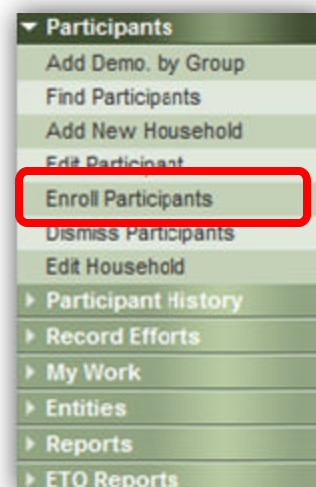 Participants
Add Demo. by Group
Find Participants
Add New Household
Edit Participant
Enroll Participants
Dismiss Participants
Edit Household
Participant History
Record Efforts
My Work
Entities
Reports
ETO Reports